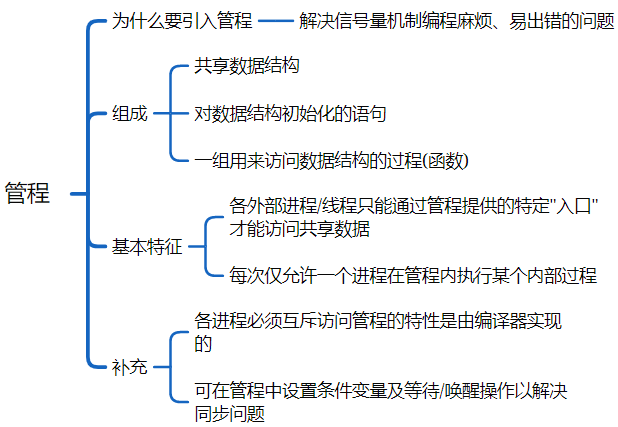 管程
为什么要引入管程
解决信号量机制编程麻烦、易出错的问题
组成
共享数据结构
对数据结构初始化的语句
一组用来访问数据结构的过程(函数)
基本特征
各外部进程/线程只能通过管程提供的特定"入口"
才能访问共享数据
每次仅允许一个进程在管程内执行某个内部过程
补充
各进程必须互斥访问管程的特性是由编译器实现
的
可在管程中设置条件变量及等待/唤醒操作以解决
同步问题